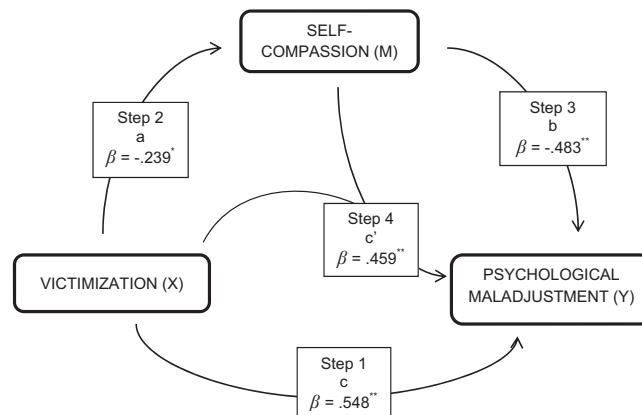 SELF-
COMPASSION (M)
Step 2
a
β = -.239*
Step 3
b
β = -.483**
Step 4
c'
β = .459**
VICTIMIZATION (X)
PSYCHOLOGICAL
MALADJUSTMENT (Y)
Step 1
c
β = .548**